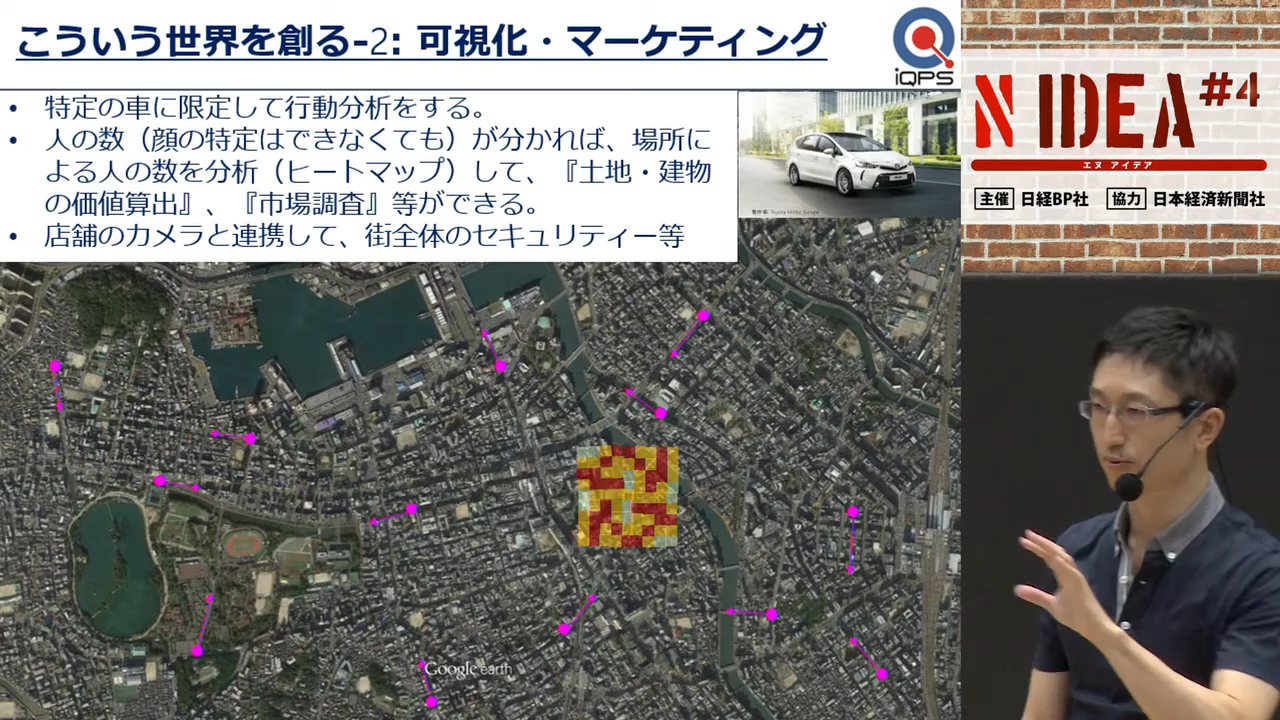 こういう世界を創る-2: 可視化・マーケティング
iQPS
• 特定の車に限定して行動分析をする。
• 人の数（顔の特定はできなくても）が分かれば、場所に
よる人の数を分析（ヒートマップ）して、『土地・建物
の価値算出』、『市場調査』等ができる。
• 店舗のカメラと連携して、街全体のセキュリティー等
Toyota Motor Europe
Google earth
N IDEA #4
エヌ アイデア
主催 日経BP社 協力 日本経済新聞社